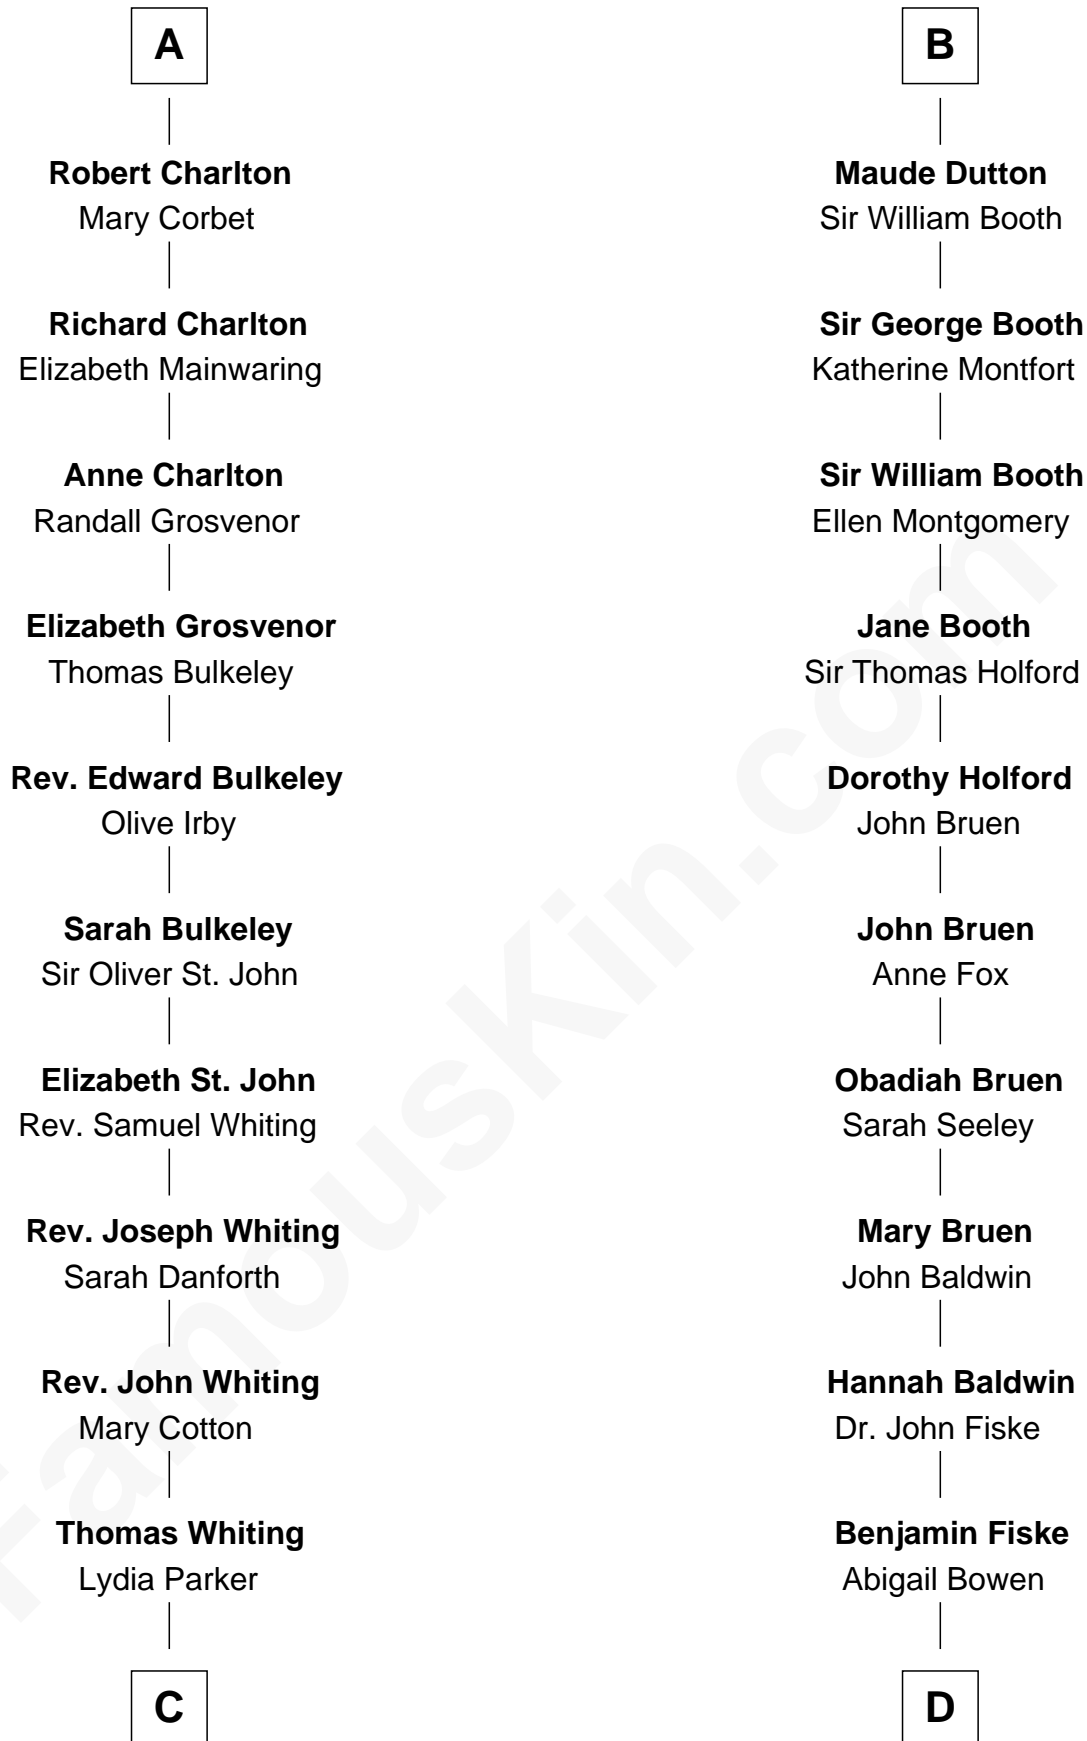 A
Robert Charlton
Mary Corbet
Richard Charlton
Elizabeth Mainwaring
Anne Charlton
Randall Grosvenor
Elizabeth Grosvenor
Thomas Bulkeley
Rev. Edward Bulkeley
Olive Irby
Sarah Bulkeley
Sir Oliver St. John
Elizabeth St. John
Rev. Samuel Whiting
Rev. Joseph Whiting
Sarah Danforth
Rev. John Whiting
Mary Cotton
Thomas Whiting
Lydia Parker
C
B
Maude Dutton
Sir William Booth
Sir George Booth
Katherine Montfort
Sir William Booth
Ellen Montgomery
Jane Booth
Sir Thomas Holford
Dorothy Holford
John Bruen
John Bruen
Anne Fox
Obadiah Bruen
Sarah Seeley
Mary Bruen
John Baldwin
Hannah Baldwin
Dr. John Fiske
Benjamin Fiske
Abigail Bowen
D
FamousKin.com